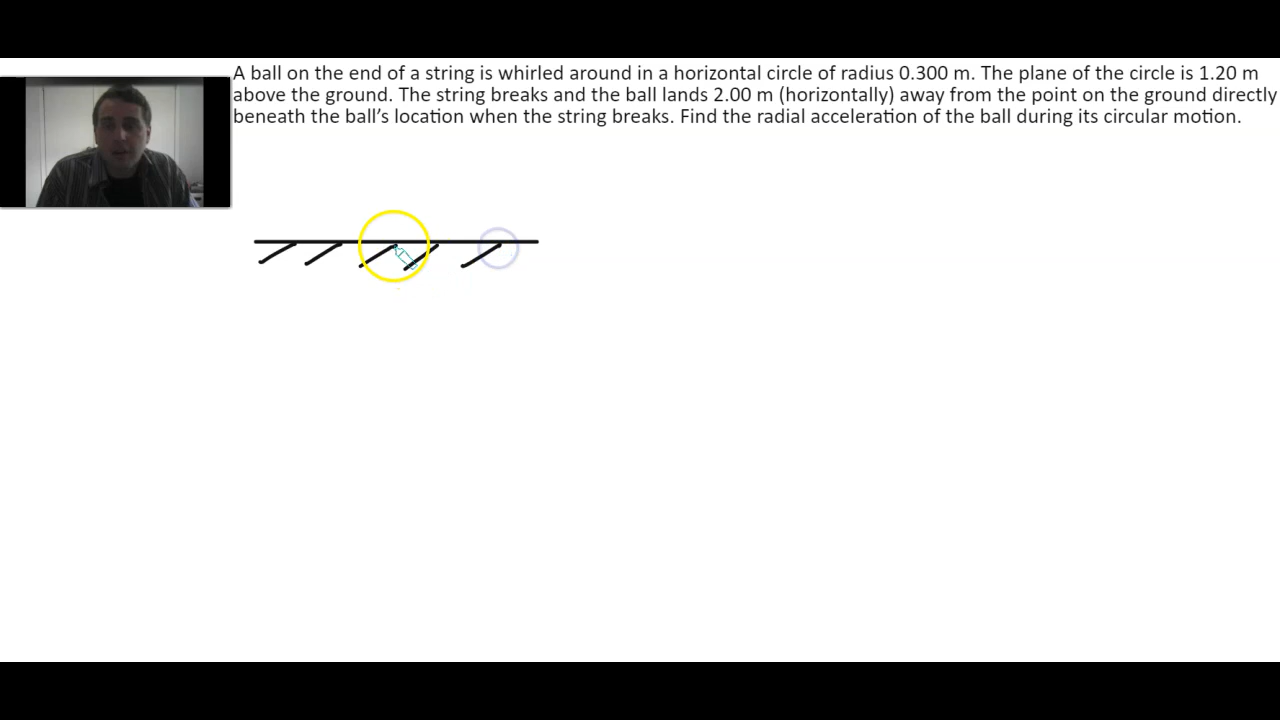 A ball on the end of a string is whirled around in a horizontal circle of radius 0.300 m. The plane of the circle is 1.20 m
above the ground. The string breaks and the ball lands 2.00 m (horizontally) away from the point on the ground directly
beneath the ball’s location when the string breaks. Find the radial acceleration of the ball during its circular motion.